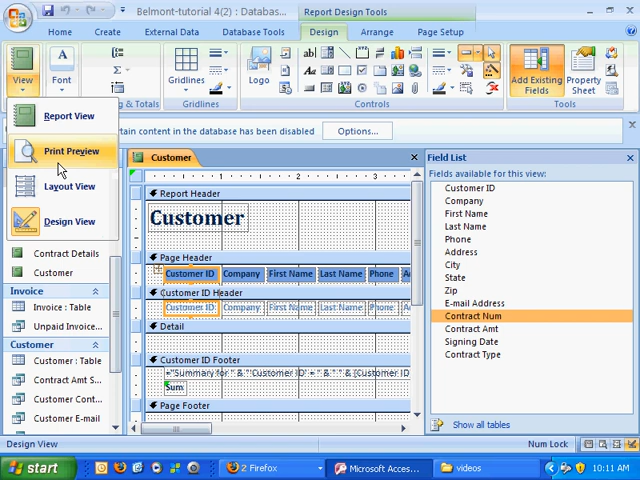 Belmont-tutorial 4(2) : Database... Report Design Tools
Home Create External Data Database Tools Design Arrange Page Setup
View Font Gridlines Logo Add Existing Fields Property Sheet
& Totals Gridlines Controls Tools
Report View
Print Preview
Layout View
Design View
rtain content in the database has been disabled Options...
Contract Details
Customer
Invoice
Invoice : Table
Unpaid Invoice...
Customer
Customer : Table
Contract Amt S...
Customer Cont...
Customer E-mail
Customer
1 2 3
Report Header
Customer
Page Header
Customer ID Company First Name Last Name Phone
Customer ID Header
Customer ID Company First Name Last Name Phone
Detail
Customer ID Footer
="Summary for " & "'Customer ID' = " & " " & [Customer ID
Sum
Page Footer
Field List
Fields available for this view:
Customer ID
Company
First Name
Last Name
Phone
Address
City
State
Zip
E-mail Address
Contract Num
Contract Amt
Signing Date
Contract Type
Show all tables
Design View Num Lock
start 2 Firefox Microsoft Acces... videos 10:11 AM